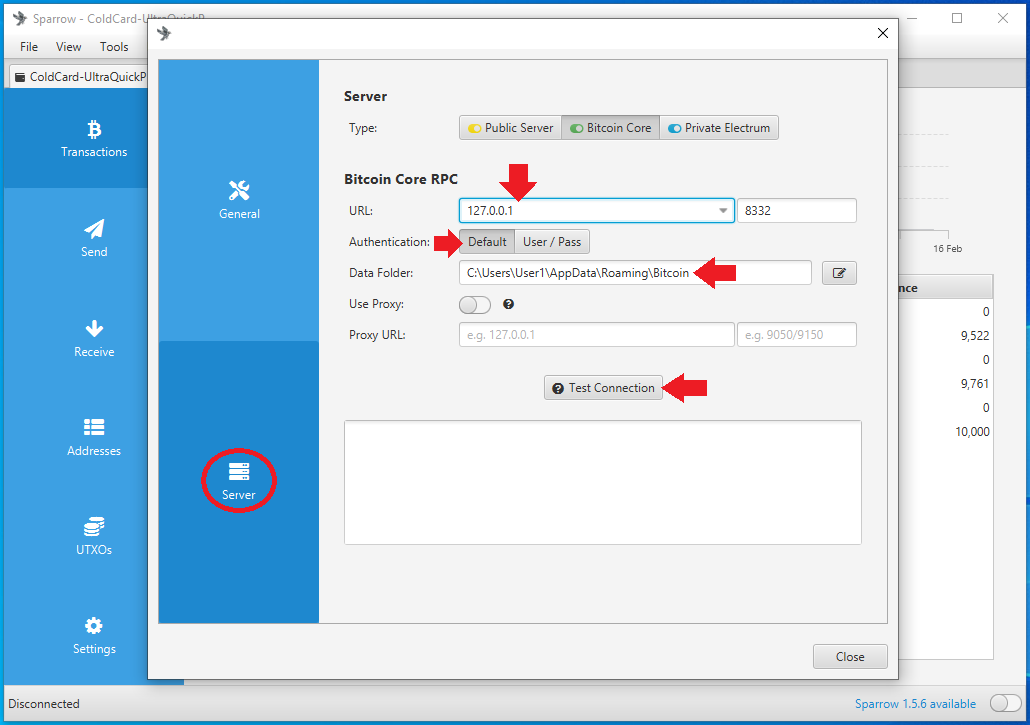 Sparrow - ColdCard-UltraQuickP
File View Tools
ColdCard-UltraQuickP
Transactions
Send
Receive
Addresses
UTXOs
Settings
General
Server
Server
Type: Public Server Bitcoin Core Private Electrum
Bitcoin Core RPC
URL: 127.0.0.1 8332
Authentication: Default User / Pass
Data Folder: C:\Users\User1\AppData\Roaming\Bitcoin
Use Proxy:
Proxy URL: e.g. 127.0.0.1 e.g. 9050/9150
Test Connection
Close
16 Feb
nce
0
9,522
0
9,761
0
10,000
Disconnected
Sparrow 1.5.6 available